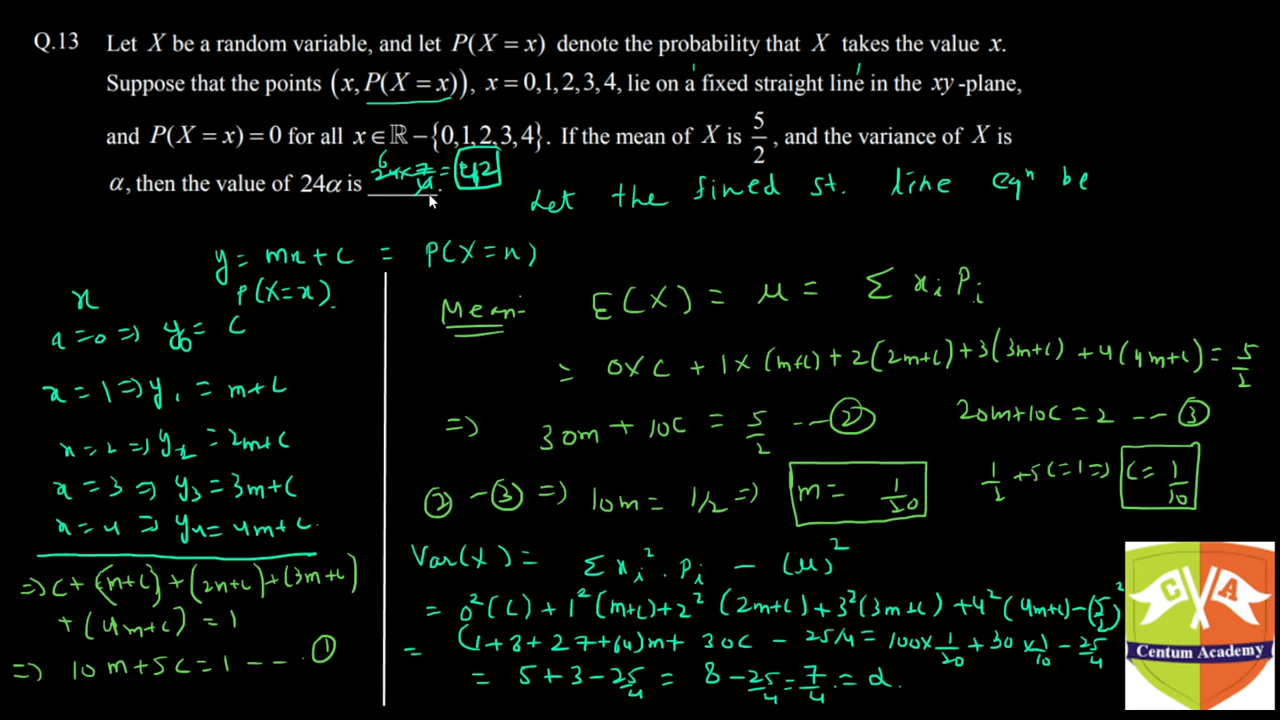 Q.13 Let X be a random variable, and let P(X = x) denote the probability that X takes the value x.
Suppose that the points (x, P(X = x)), x = 0,1,2,3,4, lie on a fixed straight line in the xy-plane,
and P(X = x) = 0 for all x ∈ ℝ − {0,1,2,3,4}. If the mean of X is 5/2, and the variance of X is
α, then the value of 24α is ______.
6 24 × 7/4 = 42
Let the fined st. line eqⁿ be
y = mx + c = P(X = x)
x P(X = x).
x = 0 ⇒ y₀ = c
x = 1 ⇒ y₁ = m + c
x = 2 ⇒ y₂ = 2m + c
x = 3 ⇒ y₃ = 3m + c
x = 4 ⇒ y₄ = 4m + c.
⇒ c + (m + c) + (2m + c) + (3m + c)
+ (4m + c) = 1
⇒ 10m + 5c = 1 --- ①
Mean:- E(X) = μ = Σ xᵢ Pᵢ
= 0 × c + 1 × (m + c) + 2(2m + c) + 3(3m + c) + 4(4m + c) = 5/2
⇒ 30m + 10c = 5/2 --- ② 20m + 10c = 2 --- ③
② - ③ ⇒ 10m = 1/2 ⇒ m = 1/20 1/2 + 5c = 1 ⇒ c = 1/10
Var(X) = Σ xᵢ². Pᵢ − (μ)²
= 0²(c) + 1²(m + c) + 2²(2m + c) + 3²(3m + c) + 4²(4m + c) − (5/2)²
= (1 + 8 + 27 + 64)m + 30c − 25/4 = 100 × 1/20 + 30 × 1/10 − 25/4
= 5 + 3 − 25/4 = 8 − 25/4 = 7/4 = α.
C A
Centum Academy